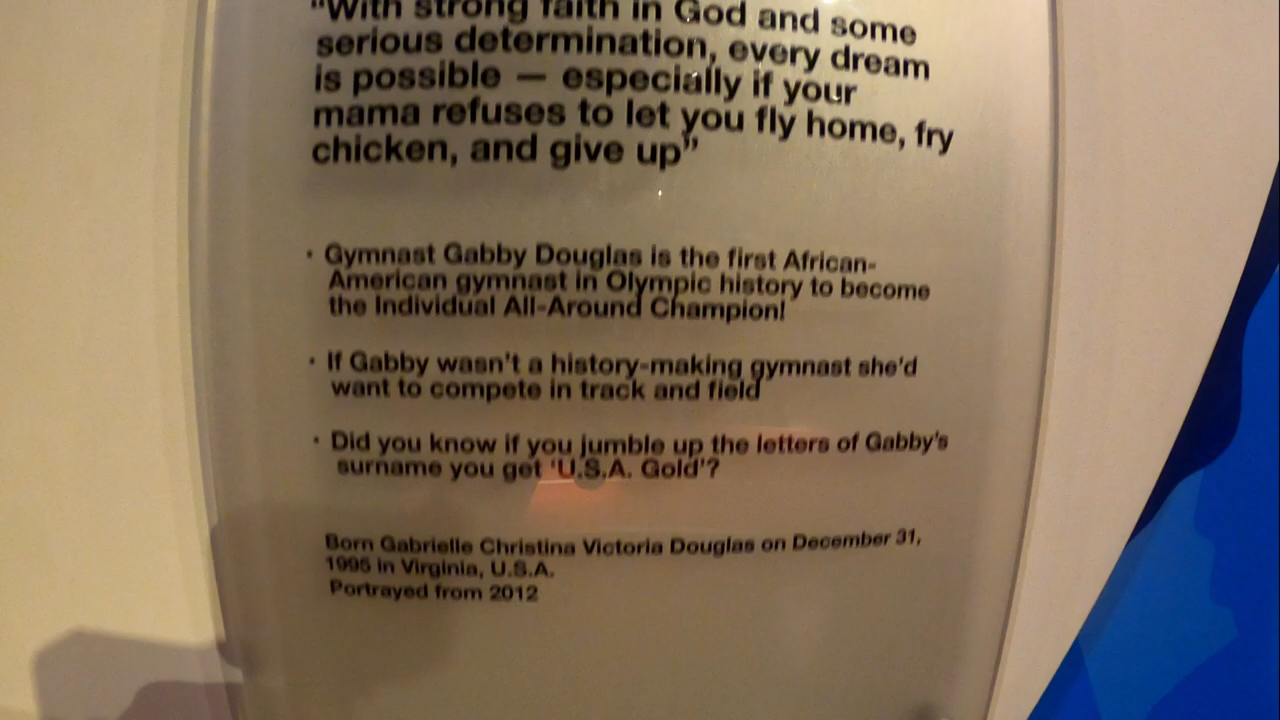 "With strong faith in God and some
serious determination, every dream
is possible — especially if your
mama refuses to let you fly home, fry
chicken, and give up”
· Gymnast Gabby Douglas is the first African-
American gymnast in Olympic history to become
the Individual All-Around Champion!
· If Gabby wasn't a history-making gymnast she'd
want to compete in track and field
· Did you know if you jumble up the letters of Gabby's
surname you get 'U.S.A. Gold'?
Born Gabrielle Christina Victoria Douglas on December 31,
1995 in Virginia, U.S.A.
Portrayed from 2012